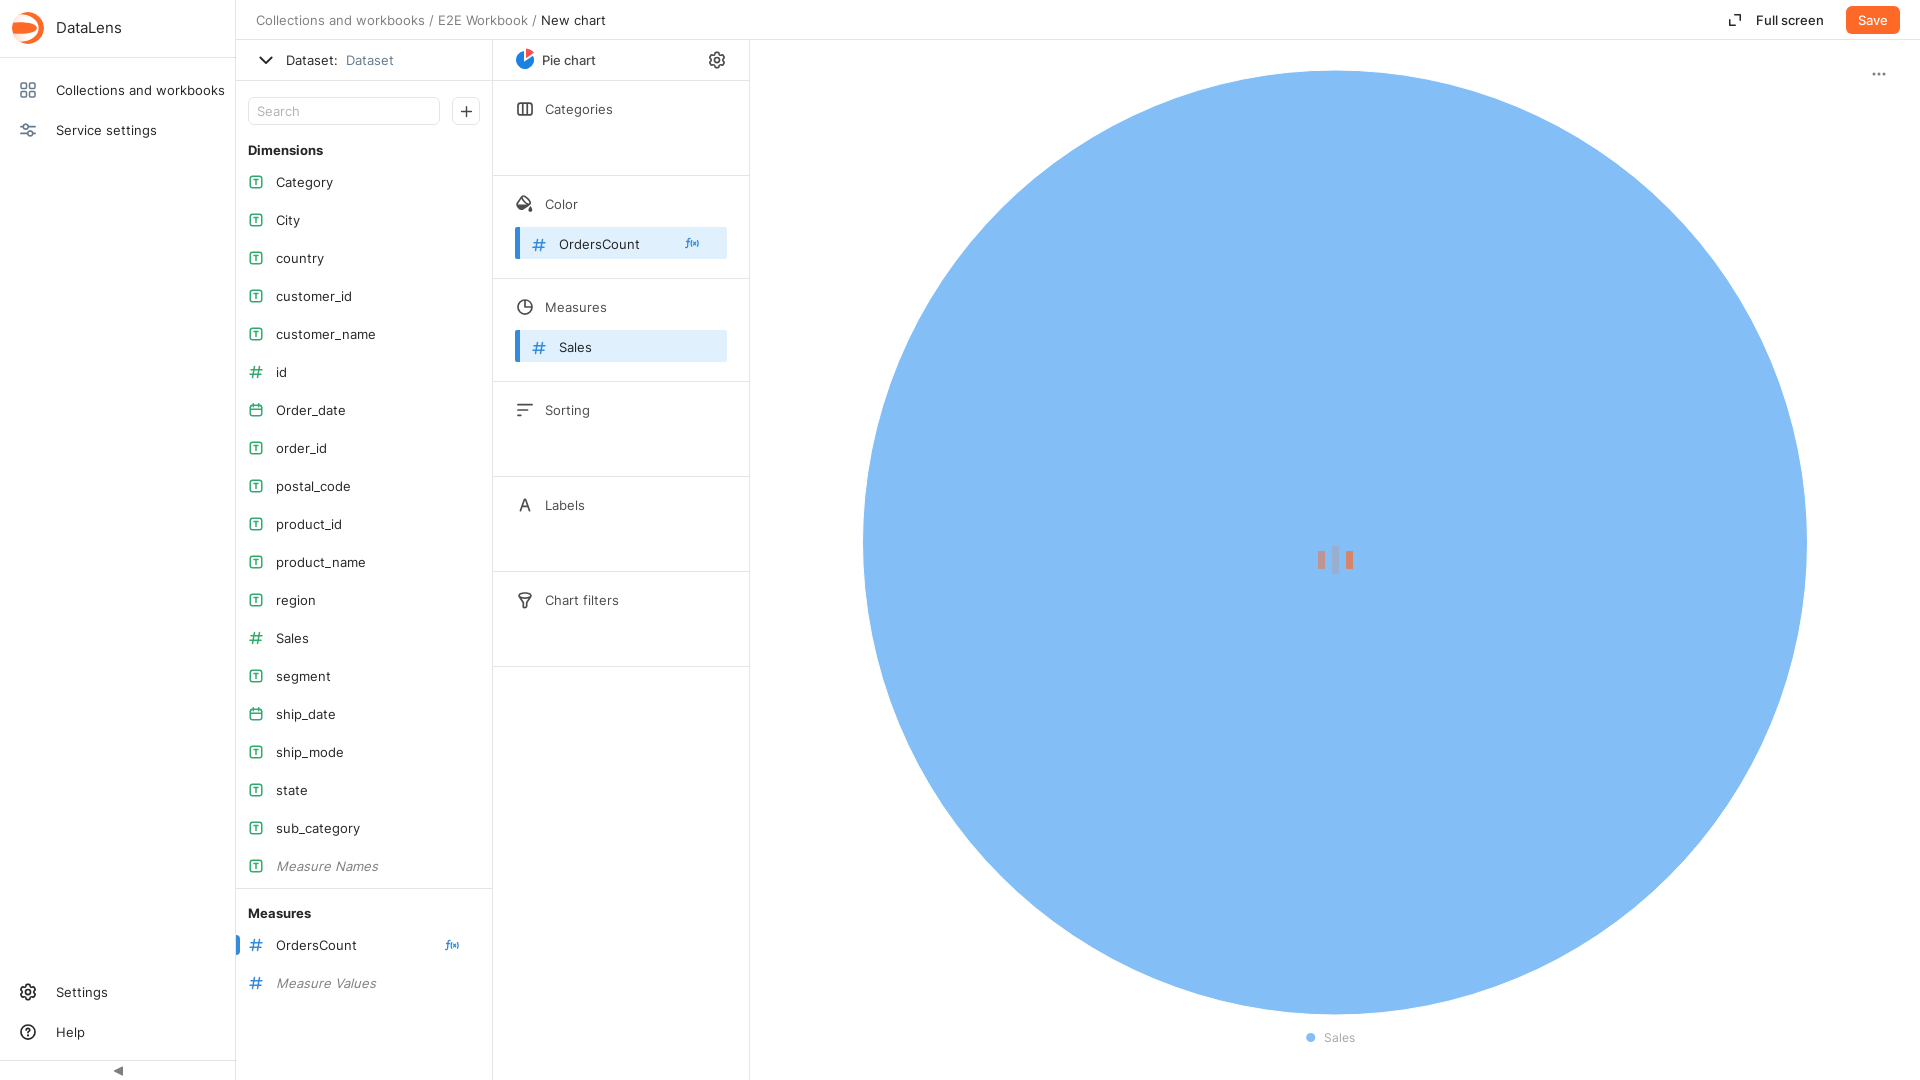 DataLens
Collections and workbooks
Service settings
Settings
Help
Collections and workbooks / E2E Workbook / New chart
Full screen
Save
Dataset: Dataset
Search
Dimensions
Category
City
country
customer_id
customer_name
id
Order_date
order_id
postal_code
product_id
product_name
region
Sales
segment
ship_date
ship_mode
state
sub_category
Measure Names
Measures
OrdersCount
Measure Values
Pie chart
Categories
Color
OrdersCount
Measures
Sales
Sorting
Labels
Chart filters
Sales